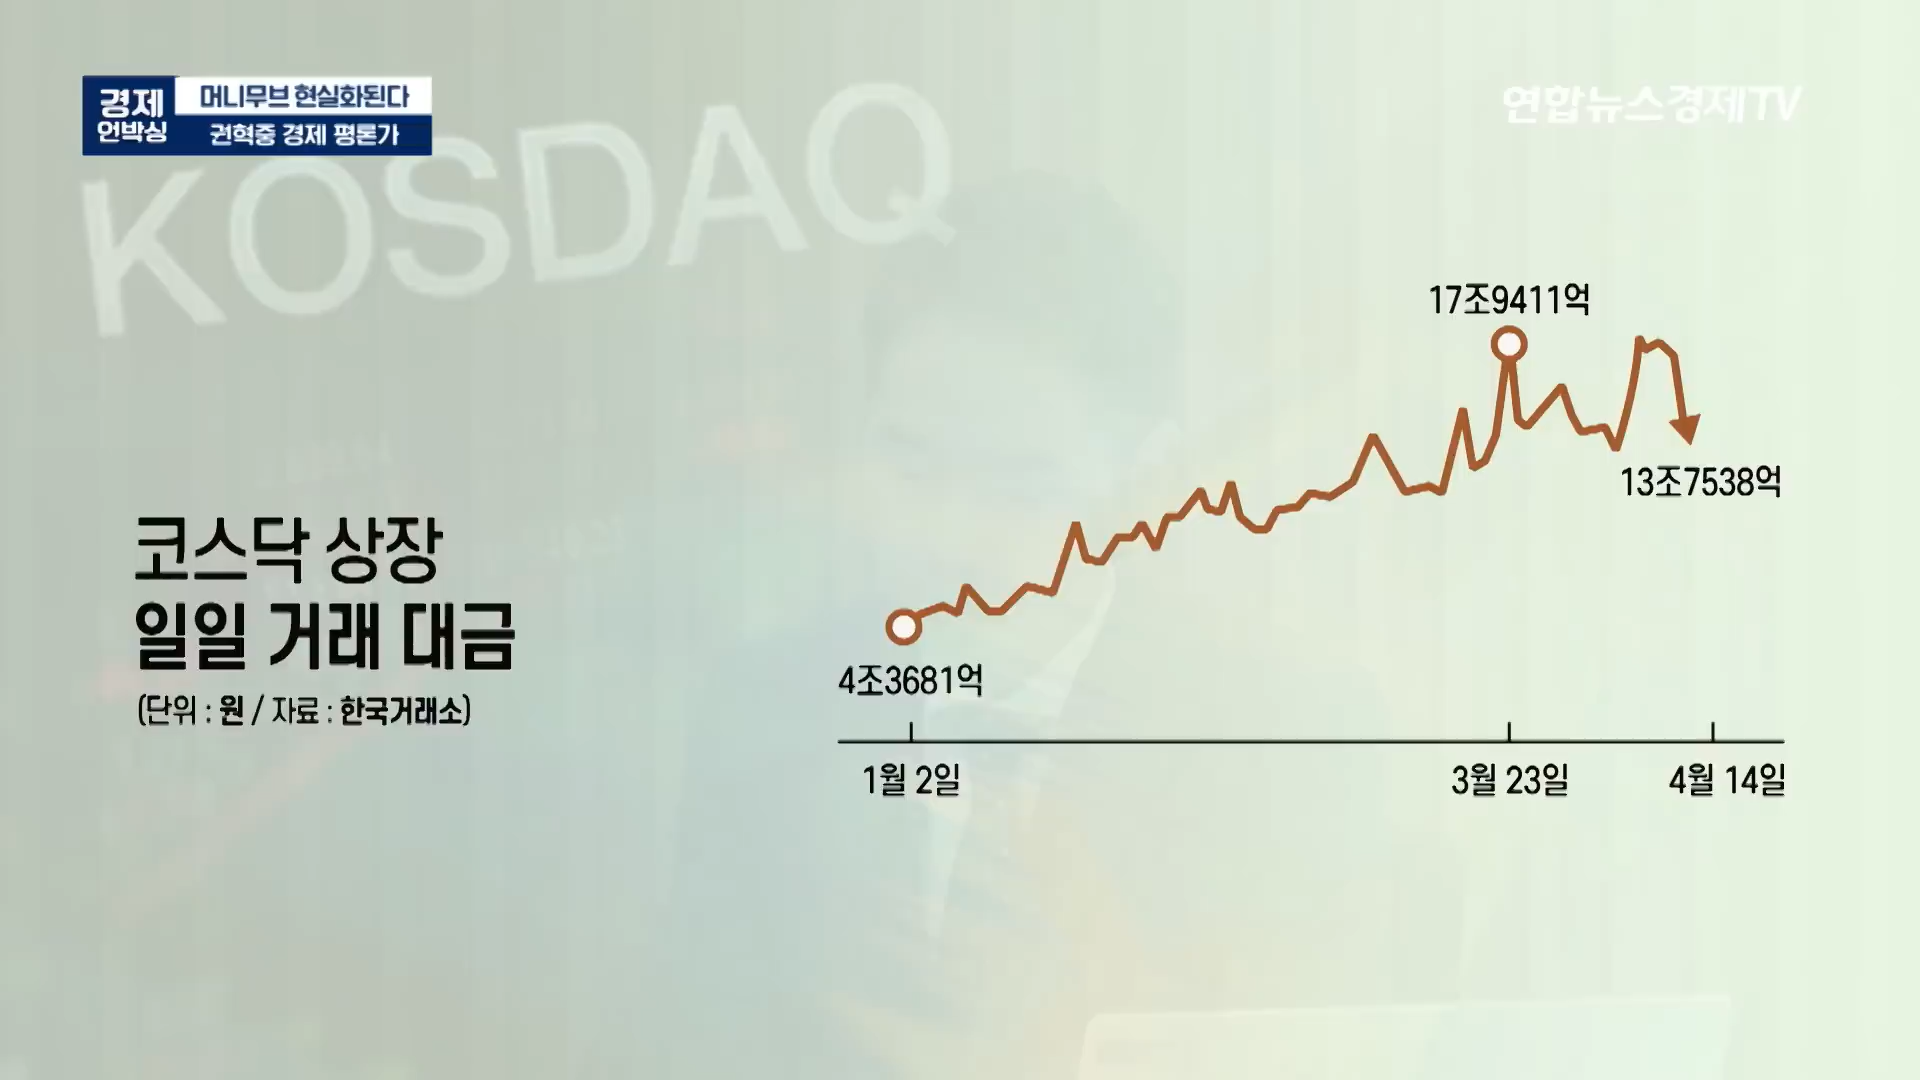 경제
언박싱
머니무브 현실화된다
권혁중 경제 평론가
연합뉴스경제TV
KOSDAQ
17조9411억
13조7538억
4조3681억
코스닥 상장
일일 거래 대금
(단위 : 원 / 자료 : 한국거래소)
1월 2일
3월 23일
4월 14일